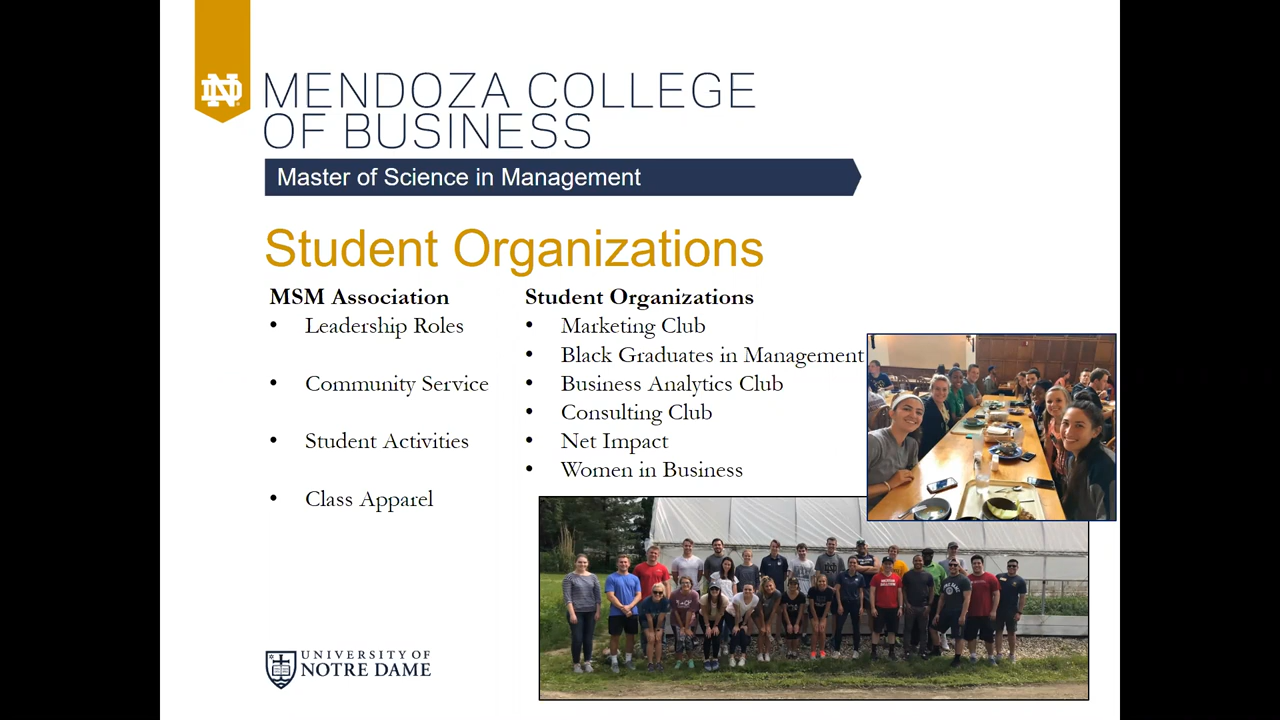 MENDOZA COLLEGE
OF BUSINESS
Master of Science in Management
Student Organizations
MSM Association
• Leadership Roles
• Community Service
• Student Activities
• Class Apparel
Student Organizations
• Marketing Club
• Black Graduates in Management
• Business Analytics Club
• Consulting Club
• Net Impact
• Women in Business
UNIVERSITY OF
NOTRE DAME